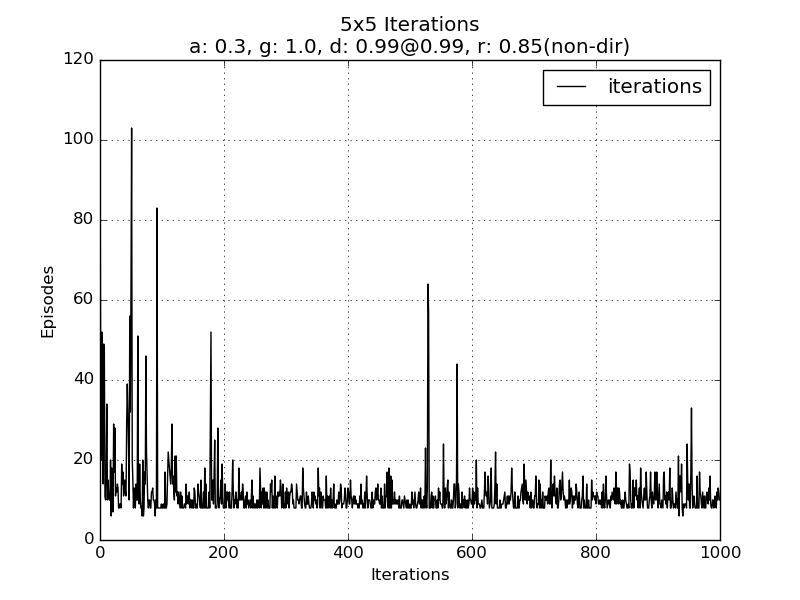 5x5 Iterations
a: 0.3, g: 1.0, d: 0.99@0.99, r: 0.85(non-dir)
120
100
80
60
40
20
0
Episodes
iterations
0 200 400 600 800 1000
Iterations